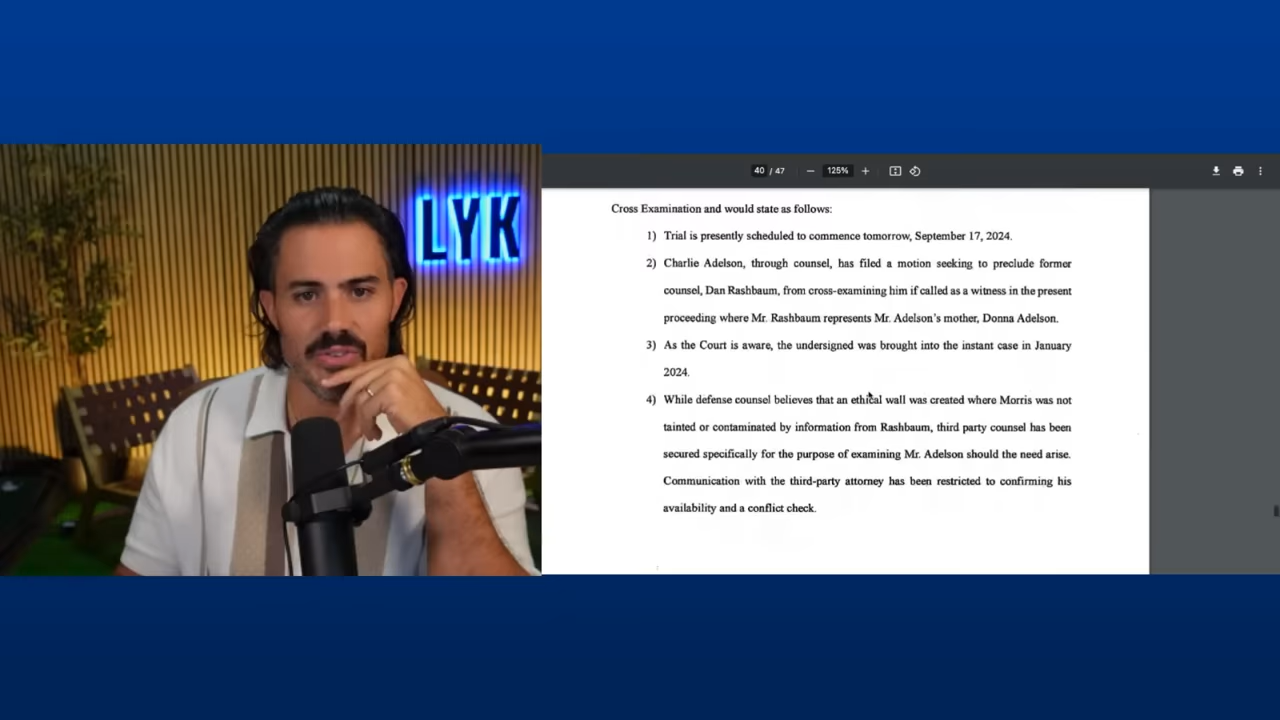 LYK
40 / 47
125%
Cross Examination and would state as follows:
1) Trial is presently scheduled to commence tomorrow, September 17, 2024.
2) Charlie Adelson, through counsel, has filed a motion seeking to preclude former
counsel, Dan Rashbaum, from cross-examining him if called as a witness in the present
proceeding where Mr. Rashbaum represents Mr. Adelson's mother, Donna Adelson.
3) As the Court is aware, the undersigned was brought into the instant case in January
2024.
4) While defense counsel believes that an ethical wall was created where Morris was not
tainted or contaminated by information from Rashbaum, third party counsel has been
secured specifically for the purpose of examining Mr. Adelson should the need arise.
Communication with the third-party attorney has been restricted to confirming his
availability and a conflict check.